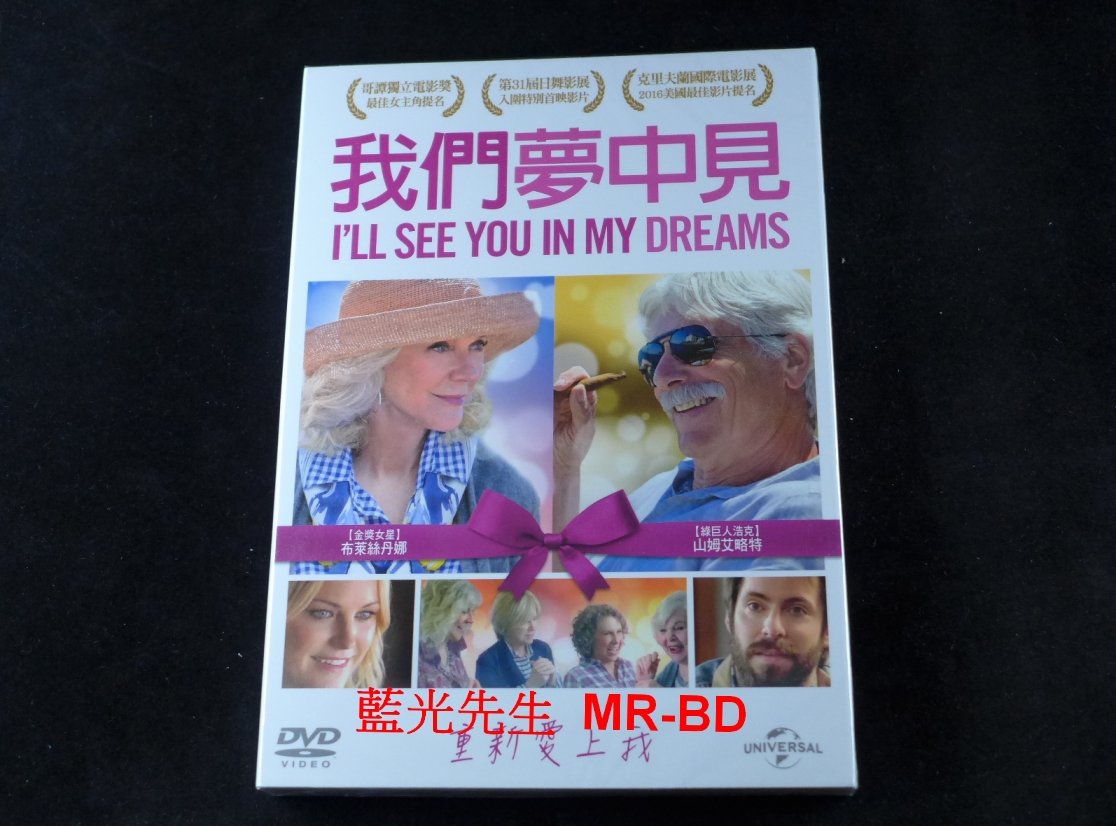 哥譚獨立電影獎
最佳女主角提名
第31屆日舞影展
入圍特別首映影片
克里夫蘭國際電影展
2016美國最佳影片提名
我們夢中見
I'LL SEE YOU IN MY DREAMS
【金獎女星】
布萊絲丹娜
【綠巨人浩克】
山姆艾略特
藍光先生 MR-BD
重新愛上找
DVD
VIDEO
UNIVERSAL